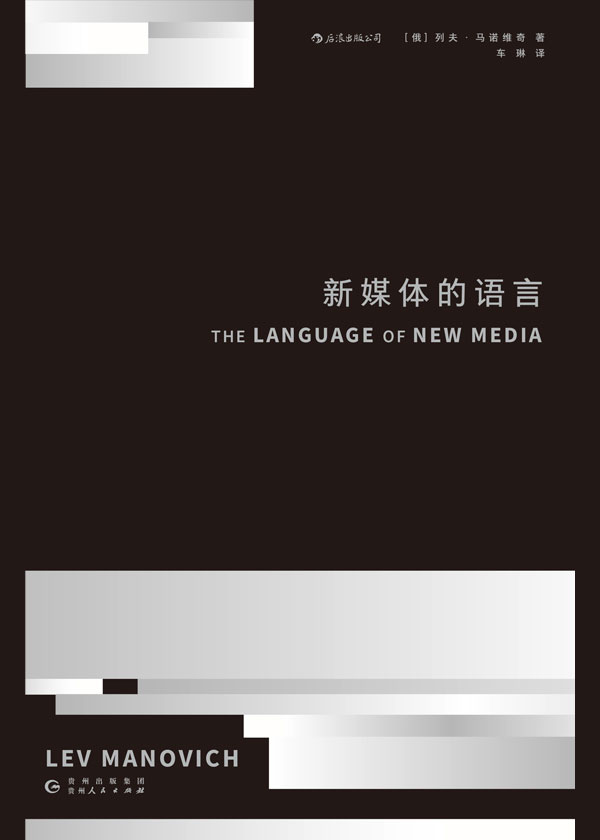 后浪出版公司 [俄] 列夫·马诺维奇 著
车琳 译
新媒体的语言
THE LANGUAGE OF NEW MEDIA
LEV MANOVICH
贵州出版集团
贵州人民出版社